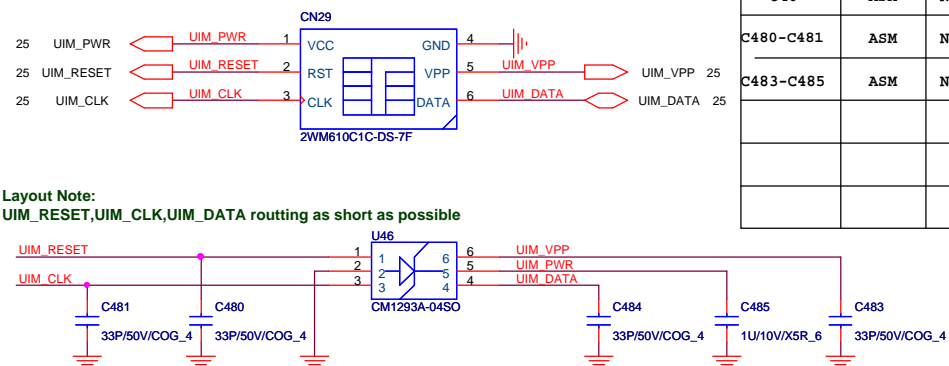 CN29
25 UIM_PWR UIM_PWR 1 VCC GND 4
25 UIM_RESET UIM_RESET 2 RST VPP 5 UIM_VPP UIM_VPP 25
25 UIM_CLK UIM_CLK 3 CLK DATA 6 UIM_DATA UIM_DATA 25
2WM610C1C-DS-7F
C480-C481 ASM N
C483-C485 ASM N
Layout Note:
UIM_RESET,UIM_CLK,UIM_DATA routting as short as possible
U46
UIM_RESET 1 1 6 6 UIM_VPP
2 2 5 5 UIM_PWR
UIM_CLK 3 3 4 4 UIM_DATA
CM1293A-04SO
C481 C480 C484 C485 C483
33P/50V/COG_4 33P/50V/COG_4 33P/50V/COG_4 1U/10V/X5R_6 33P/50V/COG_4